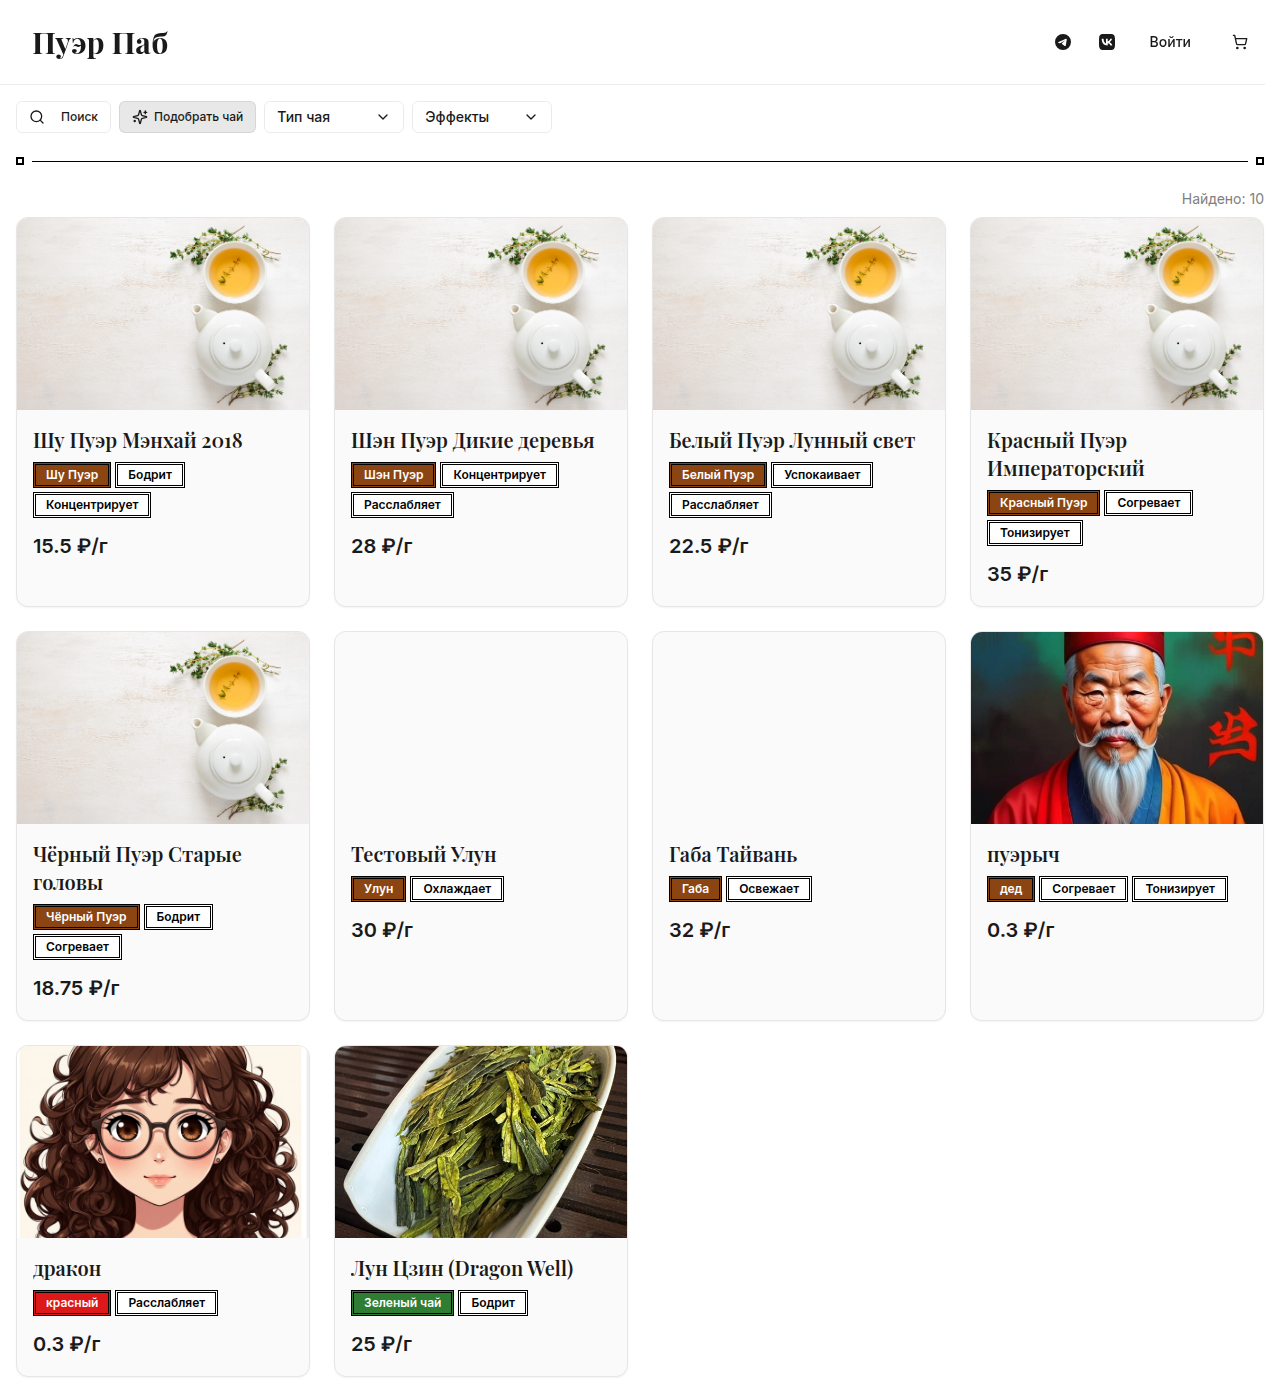 Пуэр Паб
Войти
Поиск
Подобрать чай
Тип чая
Эффекты
Найдено: 10
Шу Пуэр Мэнхай 2018
Шу Пуэр
Бодрит
Концентрирует
15.5 ₽/г
Шэн Пуэр Дикие деревья
Шэн Пуэр
Концентрирует
Расслабляет
28 ₽/г
Белый Пуэр Лунный свет
Белый Пуэр
Успокаивает
Расслабляет
22.5 ₽/г
Красный Пуэр
Императорский
Красный Пуэр
Согревает
Тонизирует
35 ₽/г
Чёрный Пуэр Старые
головы
Чёрный Пуэр
Бодрит
Согревает
18.75 ₽/г
Тестовый Улун
Улун
Охлаждает
30 ₽/г
Габа Тайвань
Габа
Освежает
32 ₽/г
пуэрыч
дед
Согревает
Тонизирует
0.3 ₽/г
дракон
красный
Расслабляет
0.3 ₽/г
Лун Цзин (Dragon Well)
Зеленый чай
Бодрит
25 ₽/г